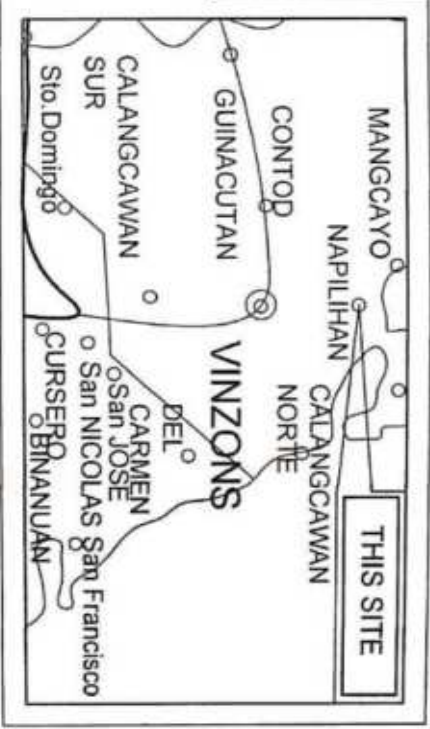 MANGCAYO
THIS SITE
NAPILIHAN
CALANGCAWAN
NORTE
CONTOD
GUINACUTAN
VINZONS
DEL
CARMEN
CALANGCAWAN
SUR
San JOSE
San NICOLAS
San Francisco
Sto.Domingo
CURSERO
BINANUAN